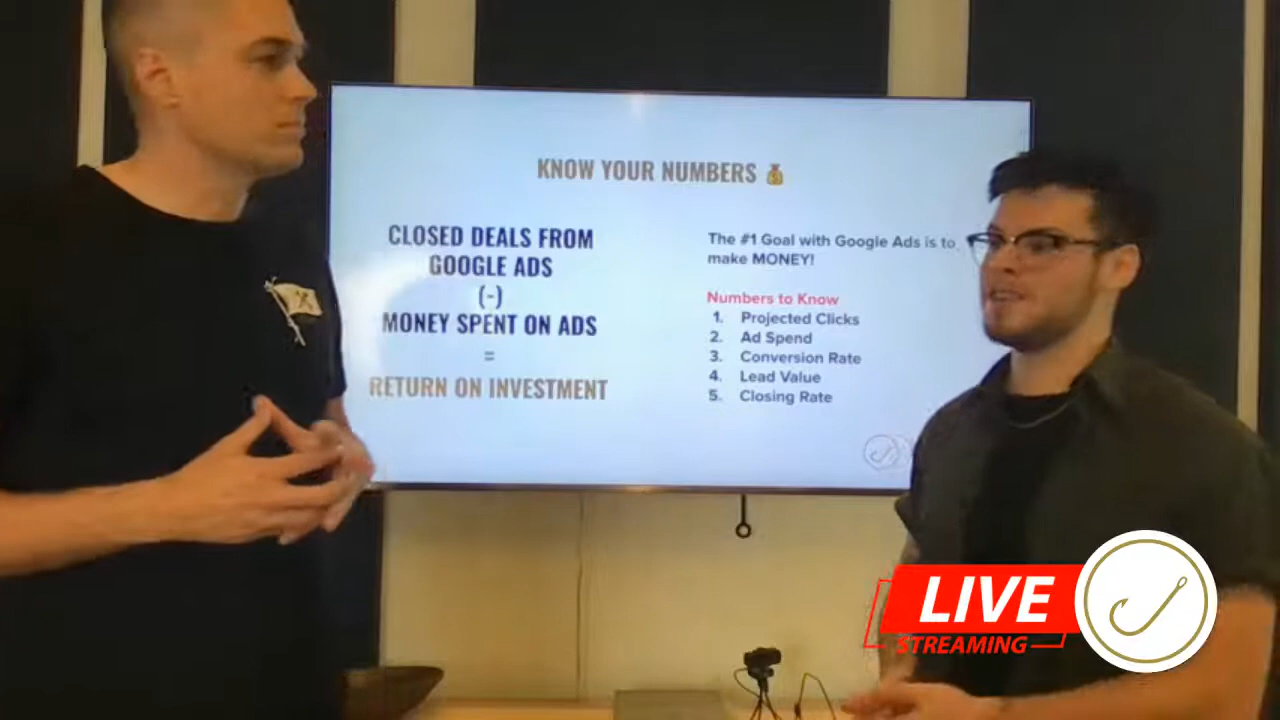 KNOW YOUR NUMBERS 💰
CLOSED DEALS FROM
GOOGLE ADS
(-)
MONEY SPENT ON ADS
=
RETURN ON INVESTMENT
The #1 Goal with Google Ads is to
make MONEY!
Numbers to Know
1. Projected Clicks
2. Ad Spend
3. Conversion Rate
4. Lead Value
5. Closing Rate
LIVE
STREAMING